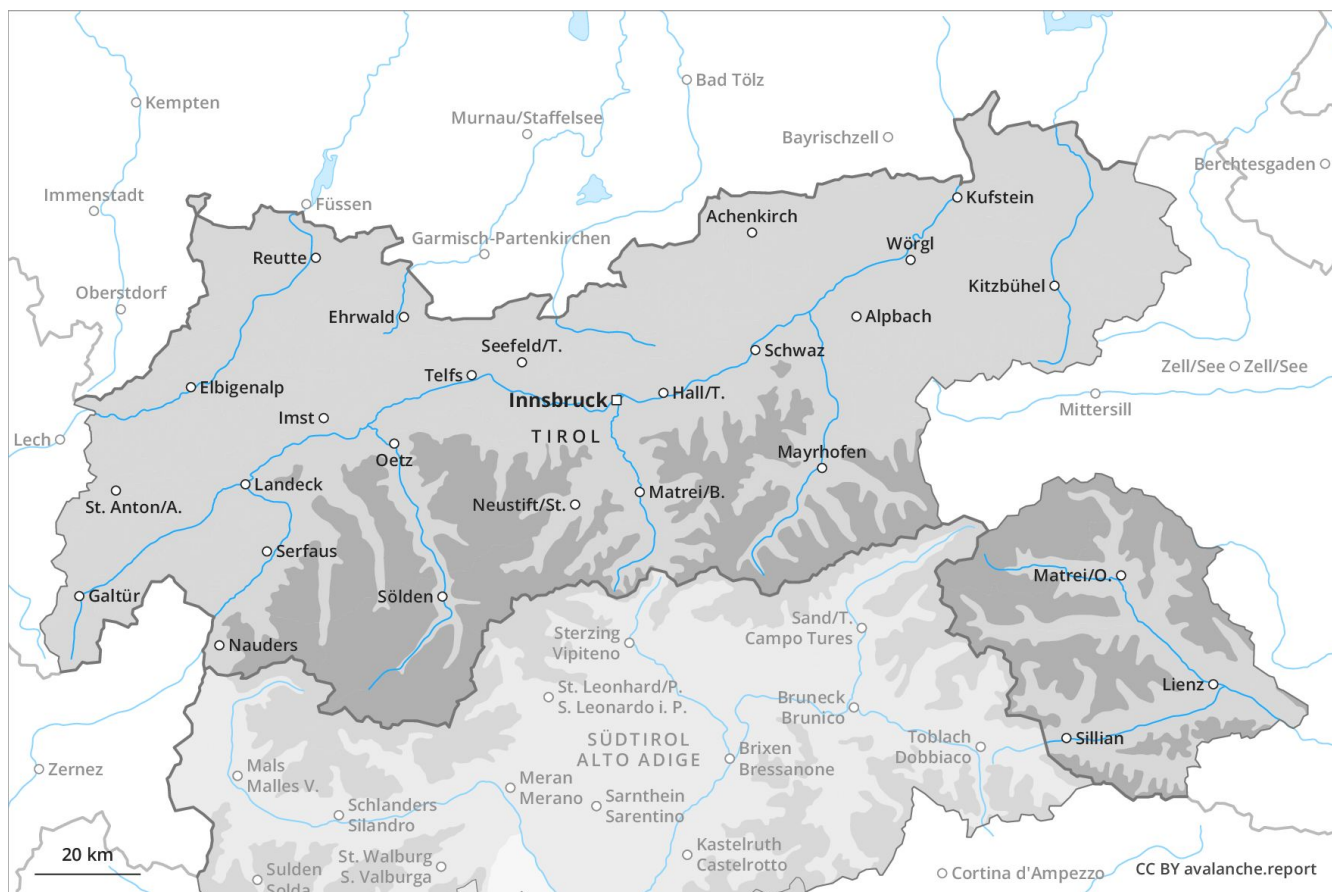 Kempten
Bad Tölz
Murnau/Staffelsee
Bayrischzell
Berchtesgaden
Immenstadt
Füssen
Kufstein
Achenkirch
Garmisch-Partenkirchen
Wörgl
Reutte
Kitzbühel
Oberstdorf
Ehrwald
Alpbach
Seefeld/T.
Schwaz
Telfs
Zell/See
Zell/See
Elbigenalp
Innsbruck
Hall/T.
Mittersill
Imst
TIROL
Lech
Oetz
Mayrhofen
Landeck
Matrei/B.
St. Anton/A.
Neustift/St.
Serfaus
Matrei/O.
Galtür
Sölden
Sand/T.
Campo Tures
Sterzing
Vipiteno
Nauders
Lienz
St. Leonhard/P.
S. Leonardo i. P.
Bruneck
Brunico
SÜDTIROL
ALTO ADIGE
Toblach
Dobbiaco
Sillian
Brixen
Bressanone
Zernez
Mals
Malles V.
Meran
Merano
Schlanders
Silandro
Sarnthein
Sarentino
20 km
St. Walburg
S. Valburga
Kastelruth
Castelrotto
Sulden
Solda
Cortina d'Ampezzo
CC BY avalanche.report